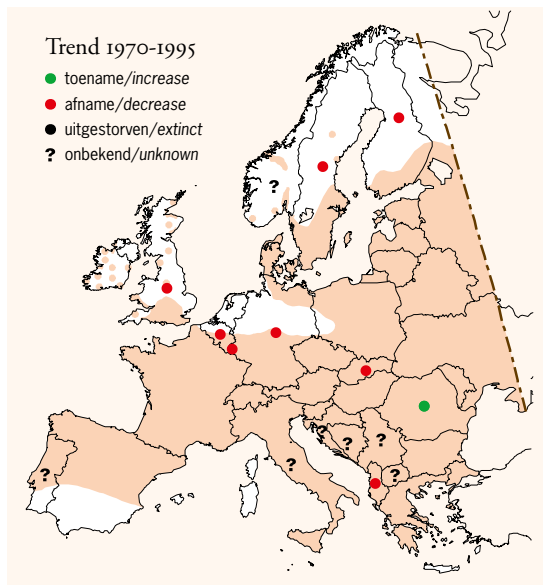 Trend 1970-1995
toename/increase
afname/decrease
uitgestorven/extinct
? onbekend/unknown
?
?
?
?
?
?
?